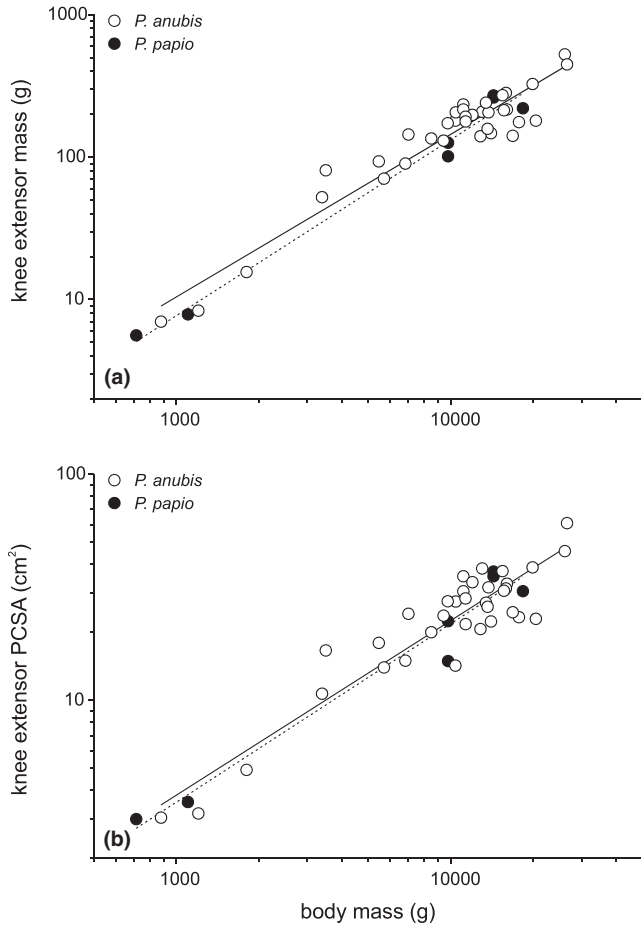 1000
P. anubis
P. papio
knee extensor mass (g)
100
10
(a)
1000
10000
100
P. anubis
P. papio
knee extensor PCSA (cm²)
10
(b)
1000
10000
body mass (g)